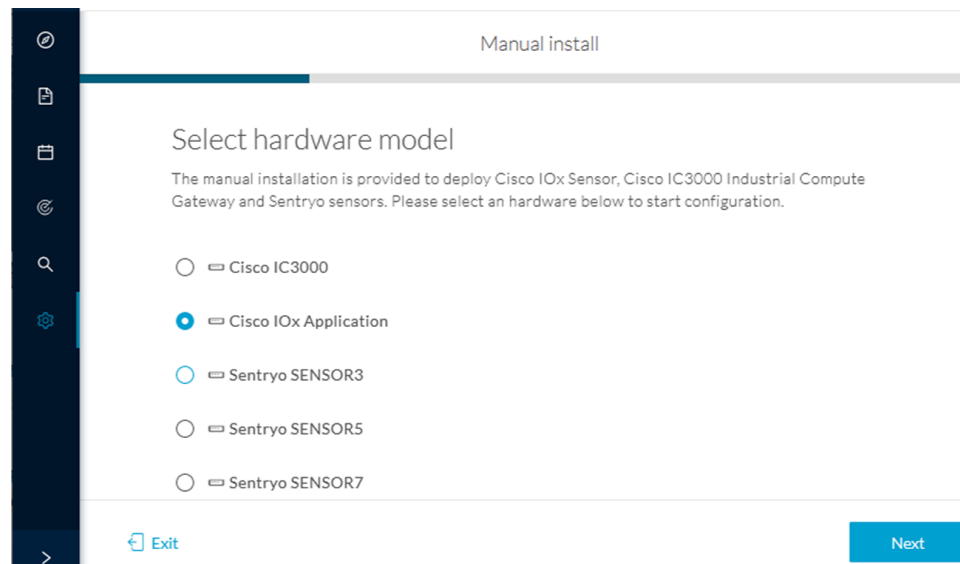 Manual install
Select hardware model
The manual installation is provided to deploy Cisco IOx Sensor, Cisco IC3000 Industrial Compute
Gateway and Sentryo sensors. Please select an hardware below to start configuration.
Cisco IC3000
Cisco IOx Application
Sentryo SENSOR3
Sentryo SENSOR5
Sentryo SENSOR7
Exit
Next